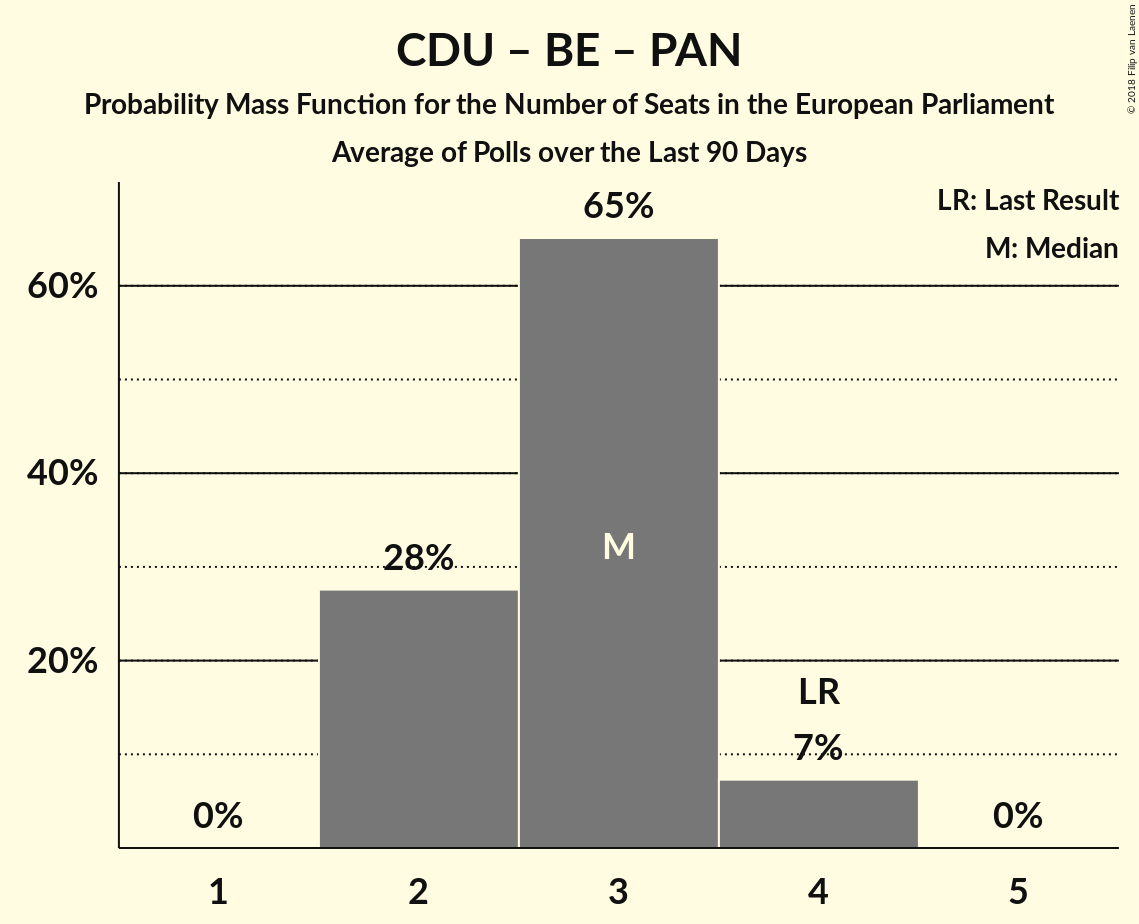 CDU – BE – PAN
Probability Mass Function for the Number of Seats in the European Parliament
Average of Polls over the Last 90 Days
© 2018 Filip van Laenen
LR: Last Result
M: Median
65%
60%
40%
28%
M
20%
LR
7%
0%
0%
1
2
3
4
5